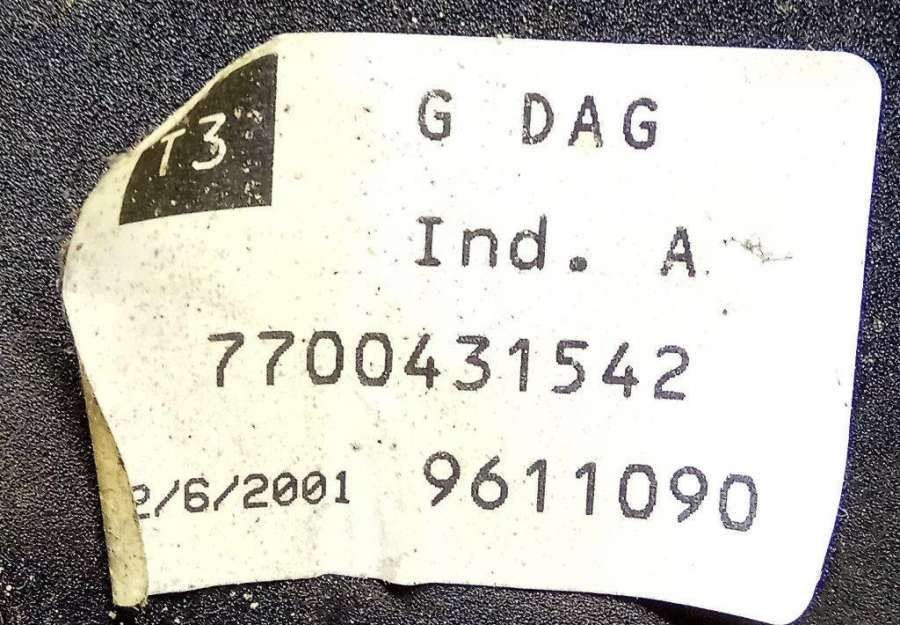 T3
G DAG
Ind. A
7700431542
2/6/2001 9611090